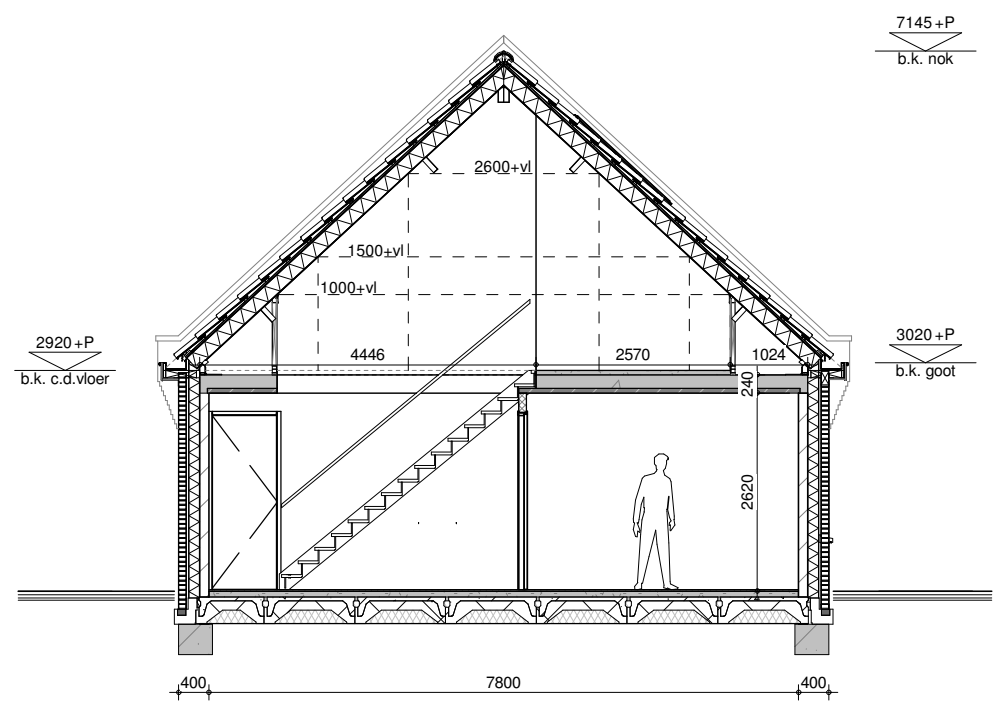 7145+P
b.k. nok
2600+vl
1500+vl
1000+vl
2920+P
b.k. c.d.vloer
4446
2570
1024
3020+P
b.k. goot
240
2620
400
7800
400